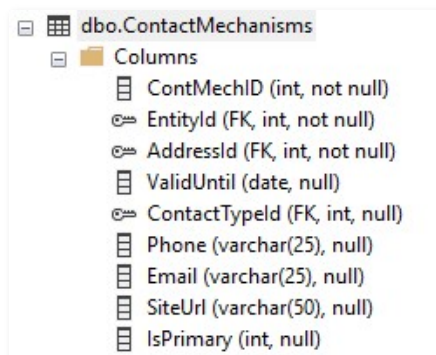 dbo.ContactMechanisms
Columns
ContMechID (int, not null)
EntityId (FK, int, not null)
AddressId (FK, int, not null)
ValidUntil (date, null)
ContactTypeId (FK, int, null)
Phone (varchar(25), null)
Email (varchar(25), null)
SiteUrl (varchar(50), null)
IsPrimary (int, null)